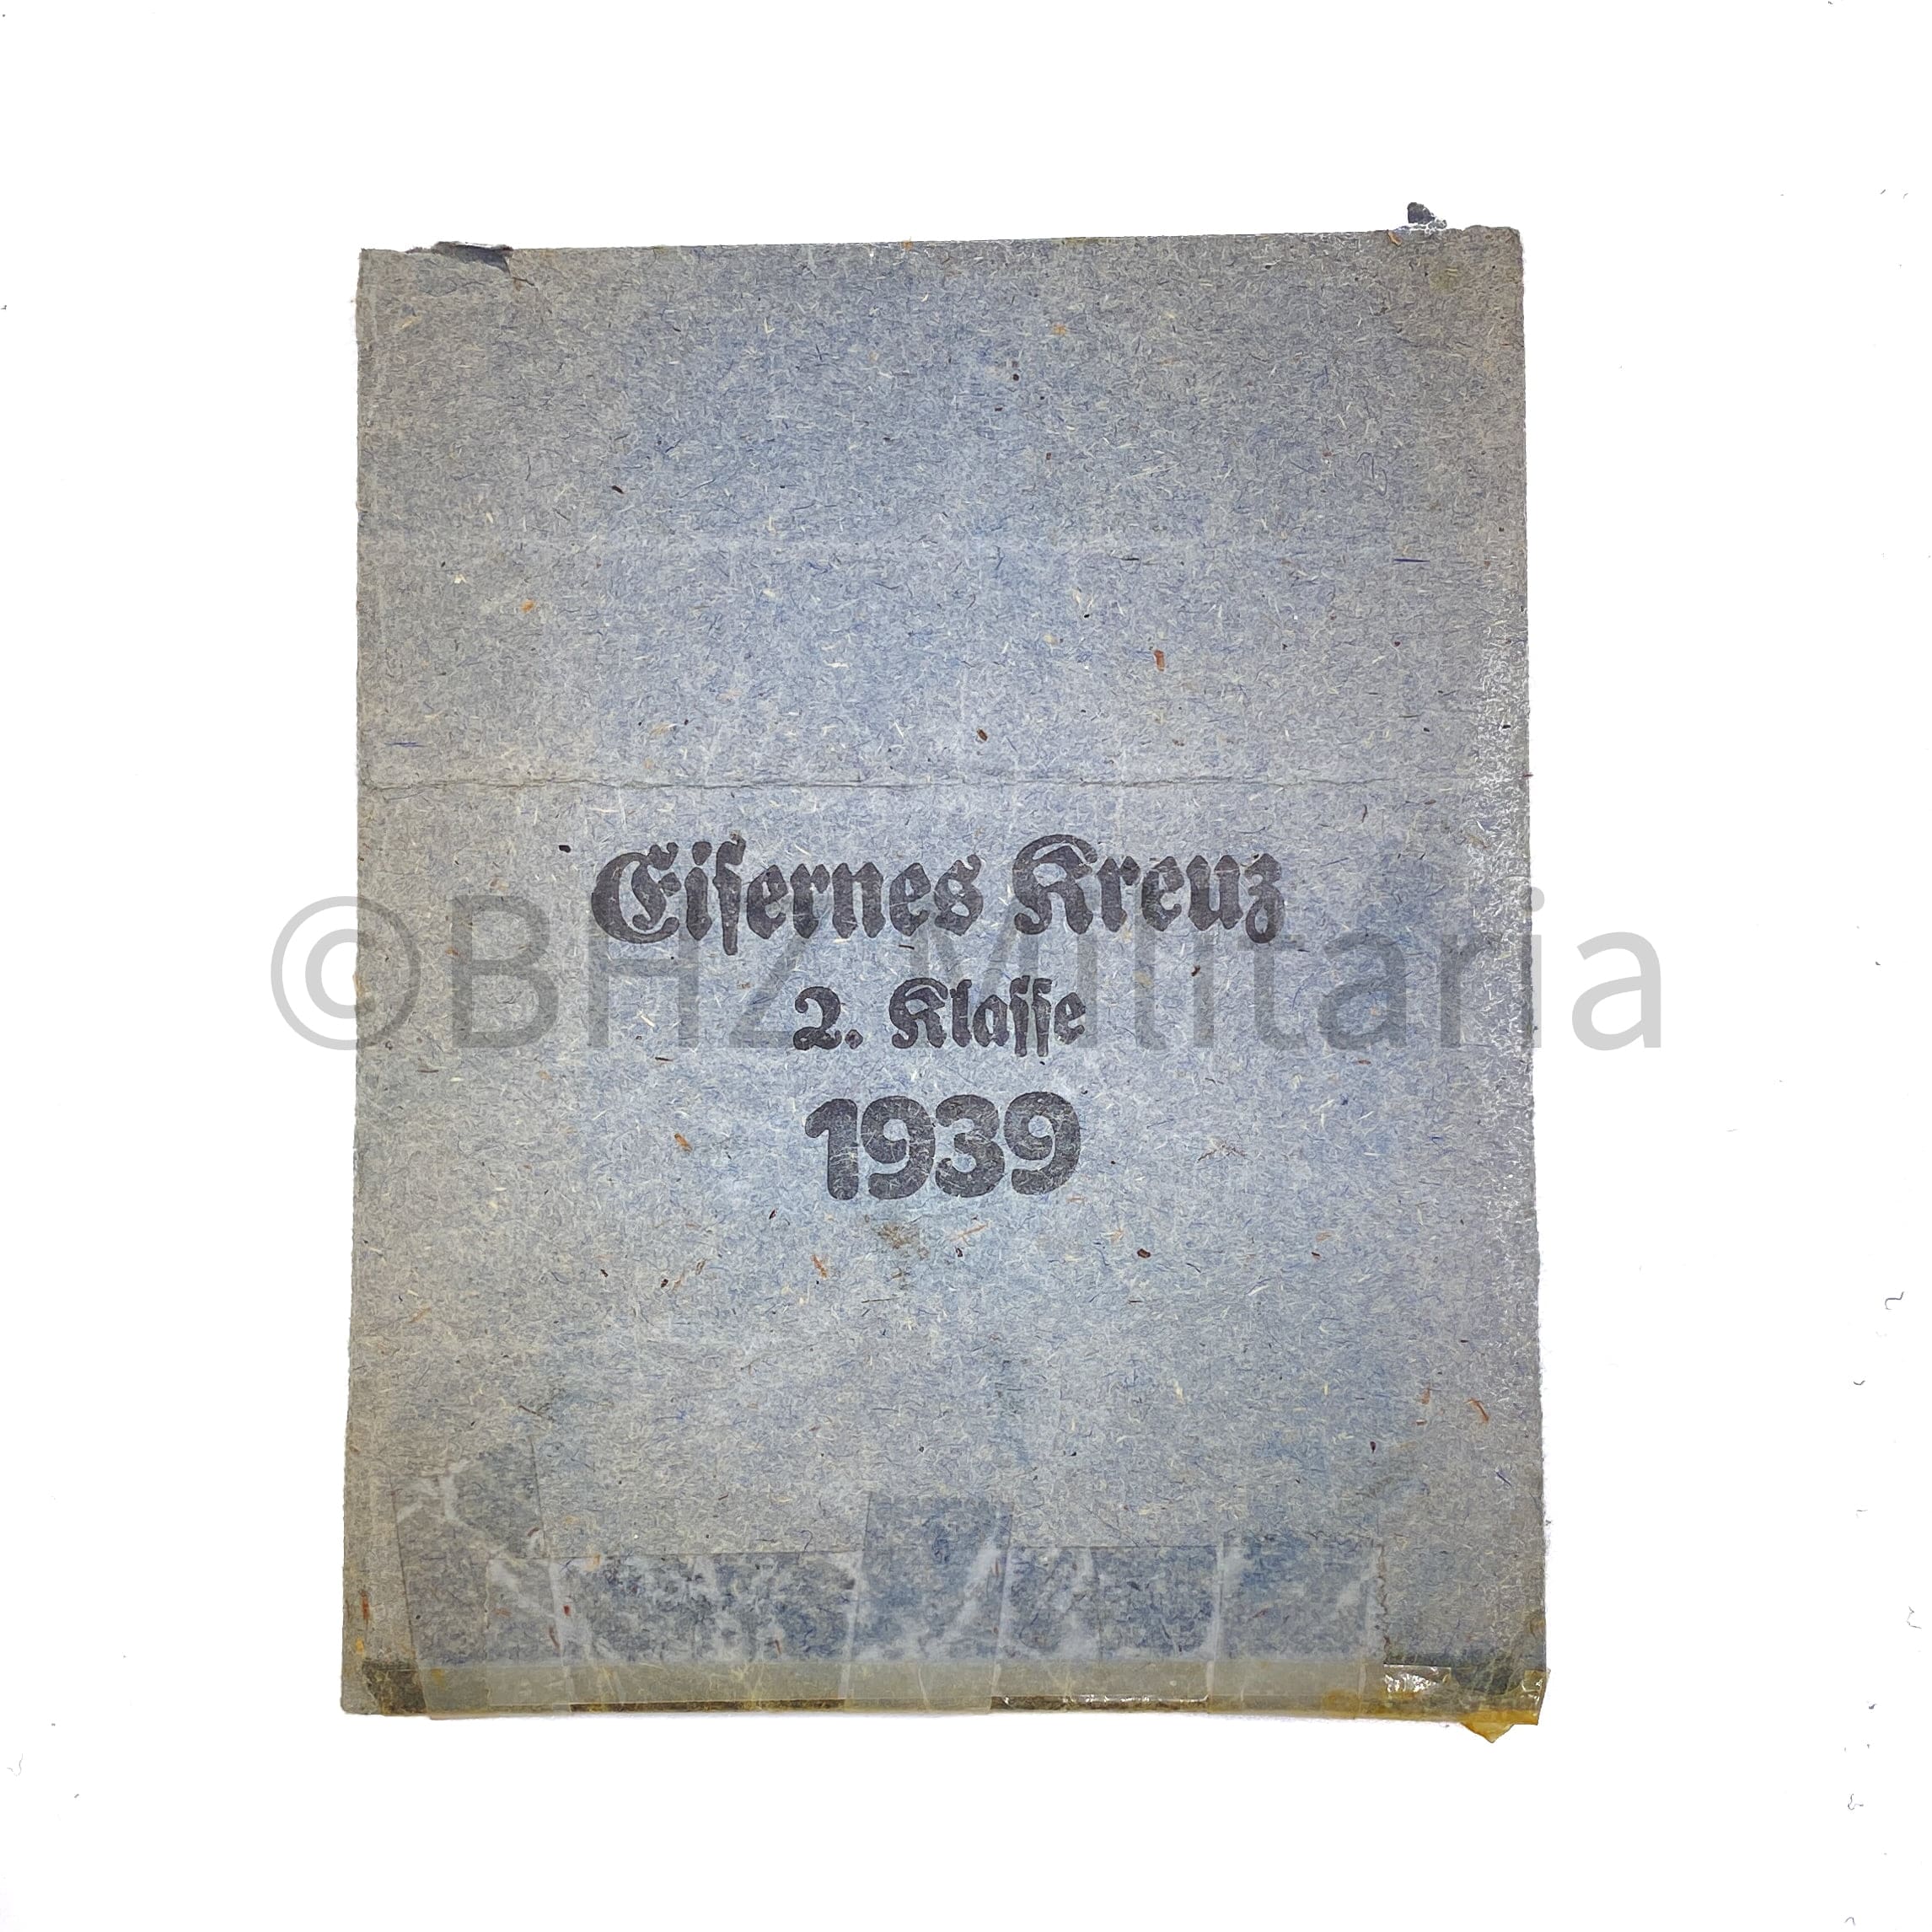 Eisernes Kreuz
2. Klasse
1939
©BHZ Militaria